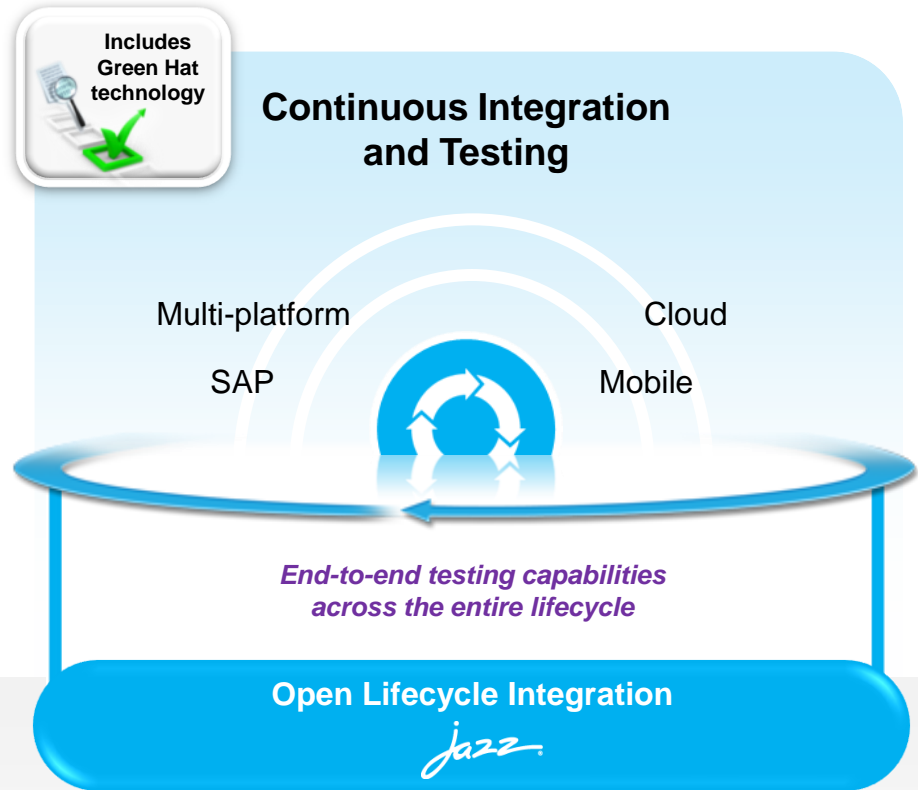 Includes
Green Hat
technology
Continuous Integration
and Testing
Multi-platform
Cloud
SAP
Mobile
End-to-end testing capabilities
across the entire lifecycle
Open Lifecycle Integration
jazz